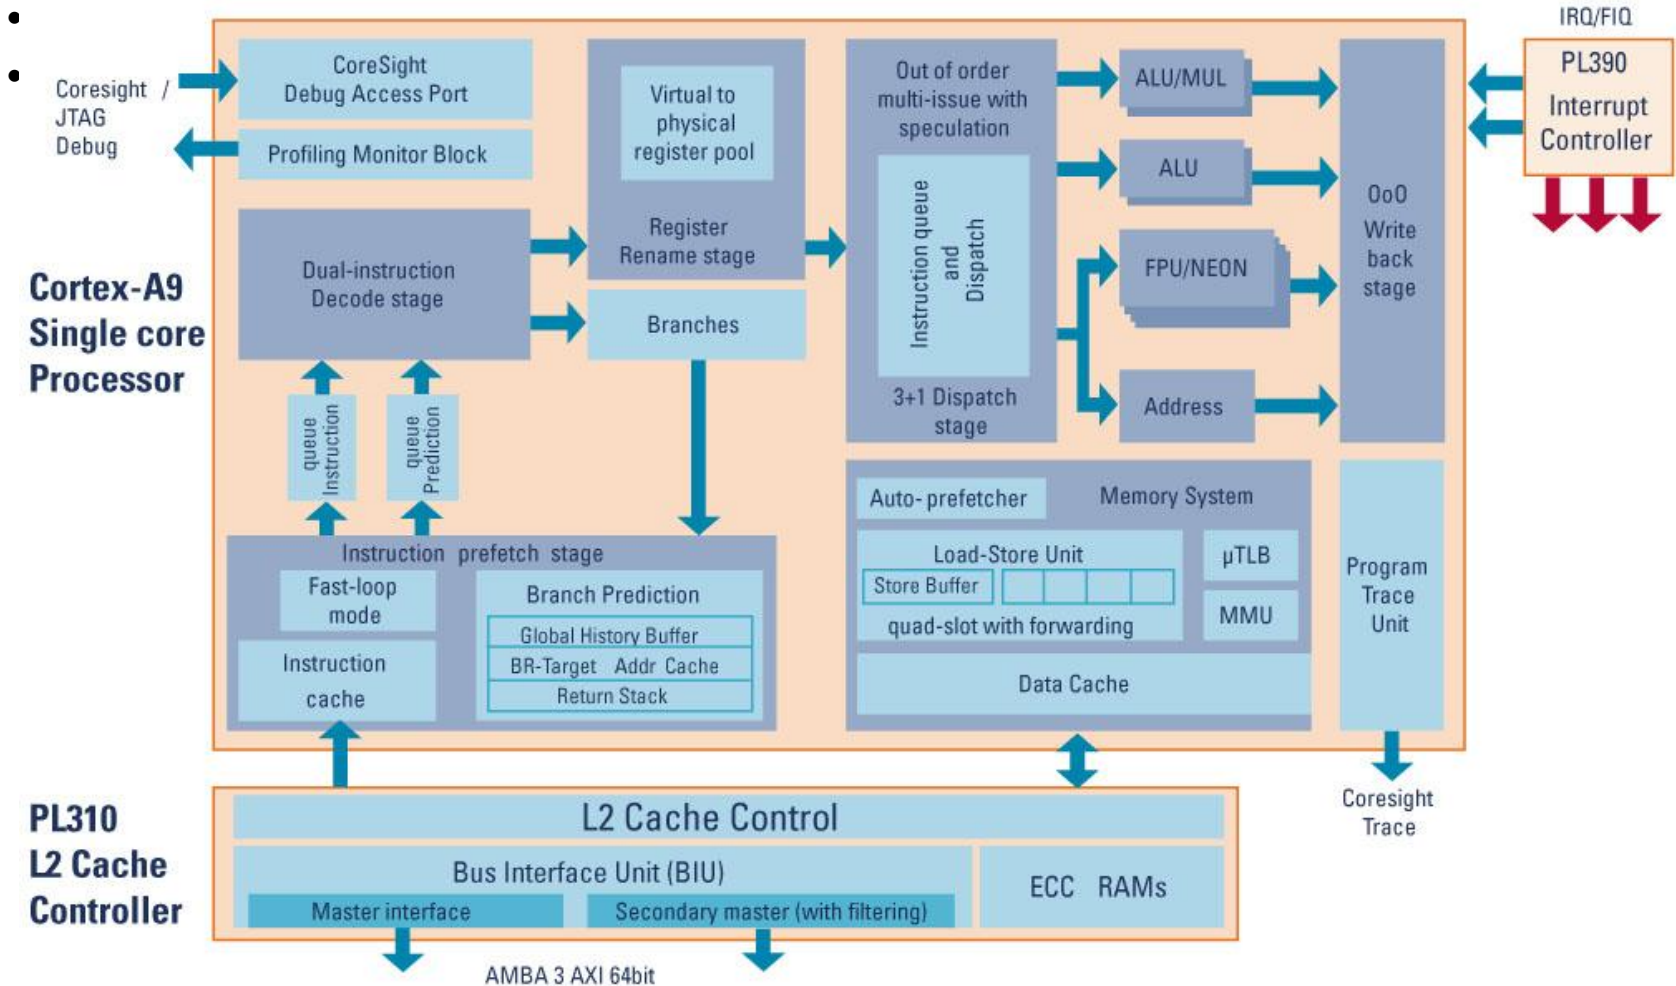 IRQ/FIQ
PL390
Interrupt
Controller
Coresight /
JTAG
Debug
CoreSight
Debug Access Port
Profiling Monitor Block
Virtual to
physical
register pool
Register
Rename stage
Out of order
multi-issue with
speculation
Instruction queue
and
Dispatch
3+1 Dispatch
stage
ALU/MUL
ALU
FPU/NEON
Address
OoO
Write
back
stage
Cortex-A9
Single core
Processor
Dual-instruction
Decode stage
Branches
queue
Instruction
queue
Prediction
Instruction prefetch stage
Fast-loop
mode
Instruction
cache
Branch Prediction
Global History Buffer
BR-Target Addr Cache
Return Stack
Auto- prefetcher
Memory System
Load-Store Unit
Store Buffer
quad-slot with forwarding
µTLB
MMU
Data Cache
Program
Trace
Unit
Coresight
Trace
PL310
L2 Cache
Controller
L2 Cache Control
Bus Interface Unit (BIU)
Master interface
Secondary master (with filtering)
ECC RAMs
AMBA 3 AXI 64bit